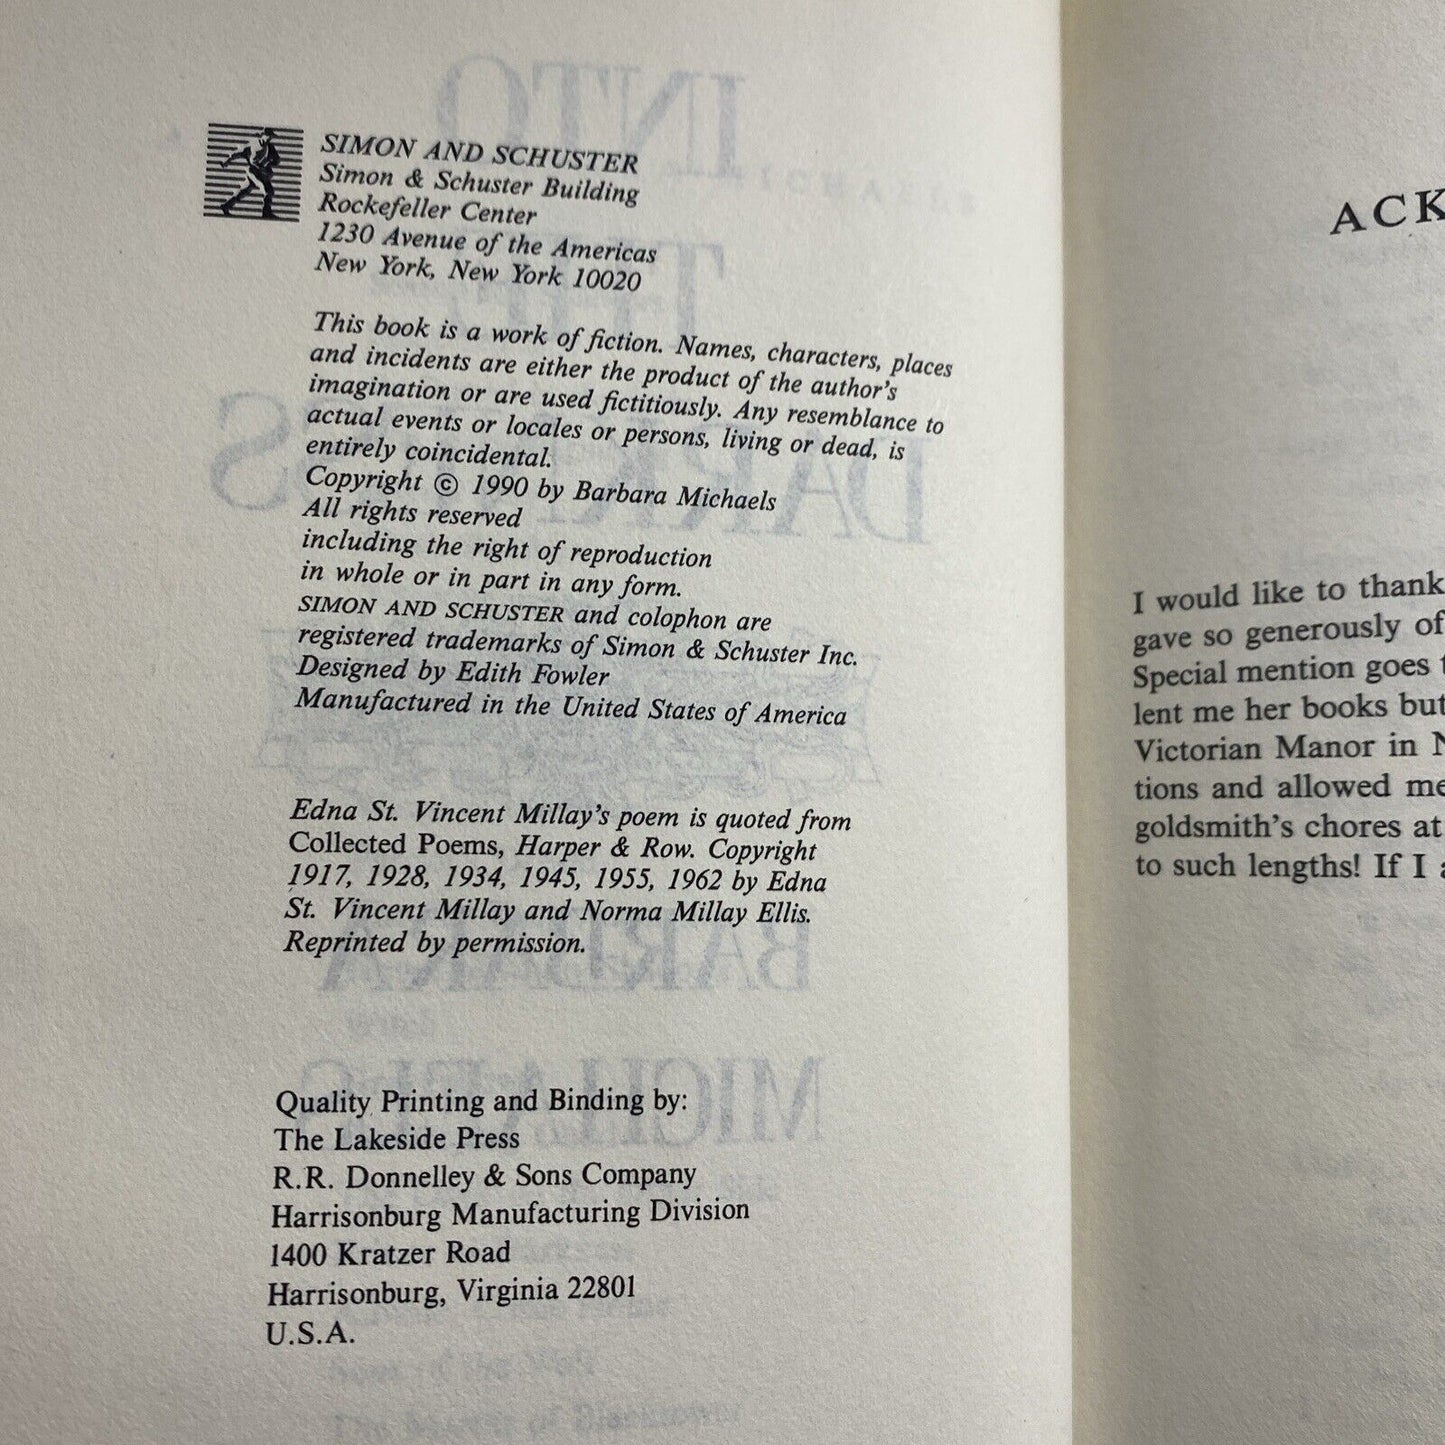 SIMON AND SCHUSTER
Simon & Schuster Building
Rockefeller Center
1230 Avenue of the Americas
New York, New York 10020
This book is a work of fiction. Names, characters, places
and incidents are either the product of the author's
imagination or are used fictitiously. Any resemblance to
actual events or locales or persons, living or dead, is
entirely coincidental.
Copyright © 1990 by Barbara Michaels
All rights reserved
including the right of reproduction
in whole or in part in any form.
SIMON AND SCHUSTER and colophon are
registered trademarks of Simon & Schuster Inc.
Designed by Edith Fowler
Manufactured in the United States of America
Edna St. Vincent Millay's poem is quoted from
Collected Poems, Harper & Row. Copyright
1917, 1928, 1934, 1945, 1955, 1962 by Edna
St. Vincent Millay and Norma Millay Ellis.
Reprinted by permission.
Quality Printing and Binding by:
The Lakeside Press
R.R. Donnelley & Sons Company
Harrisonburg Manufacturing Division
1400 Kratzer Road
Harrisonburg, Virginia 22801
U.S.A.
ACK
I would like to thank
gave so generously of
Special mention goes
lent me her books but
Victorian Manor in
tions and allowed me
goldsmith's chores at
to such lengths! If I